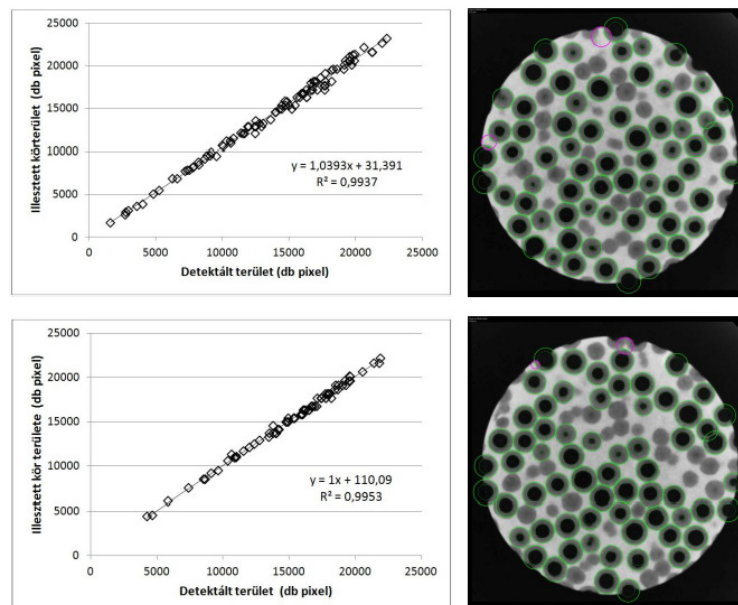 25000
20000
15000
10000
5000
0
Illesztett körterület (db pixel)
y = 1,0393x + 31,391
R² = 0,9937
0 5000 10000 15000 20000 25000
Detektált terület (db pixel)
25000
20000
15000
10000
5000
0
Illesztett kör területe (db pixel)
y = 1x + 110,09
R² = 0,9953
0 5000 10000 15000 20000 25000
Detektált terület (db pixel)